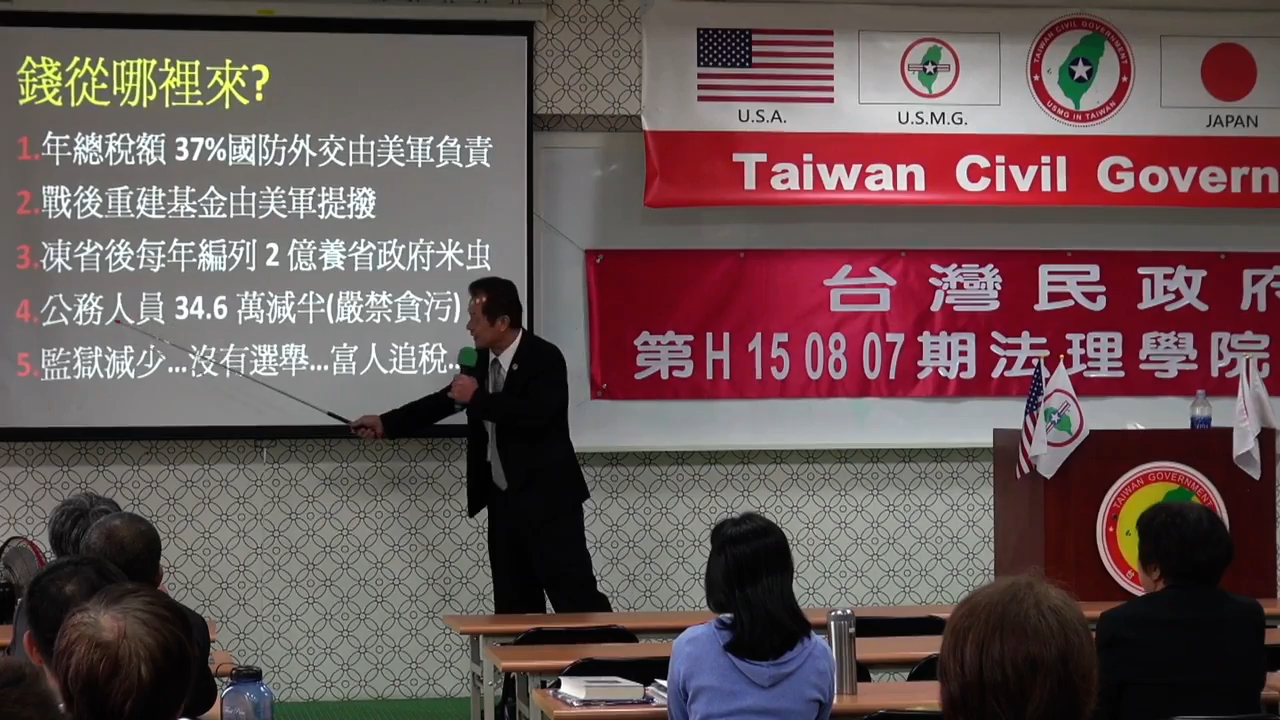 錢從哪裡來?
1.年總稅額 37%國防外交由美軍負責
2.戰後重建基金由美軍提撥
3.凍省後每年編列 2 億養省政府米虫
4.公務人員 34.6 萬減半(嚴禁貪污)
5.監獄減少...沒有選舉...富人追稅..
U.S.A.
U.S.M.G.
TAIWAN CIVIL GOVERNMENT
USMG IN TAIWAN
JAPAN
Taiwan Civil Govern
台灣民政府
第H 15 08 07期法理學院
TAIWAN GOVERNMENT